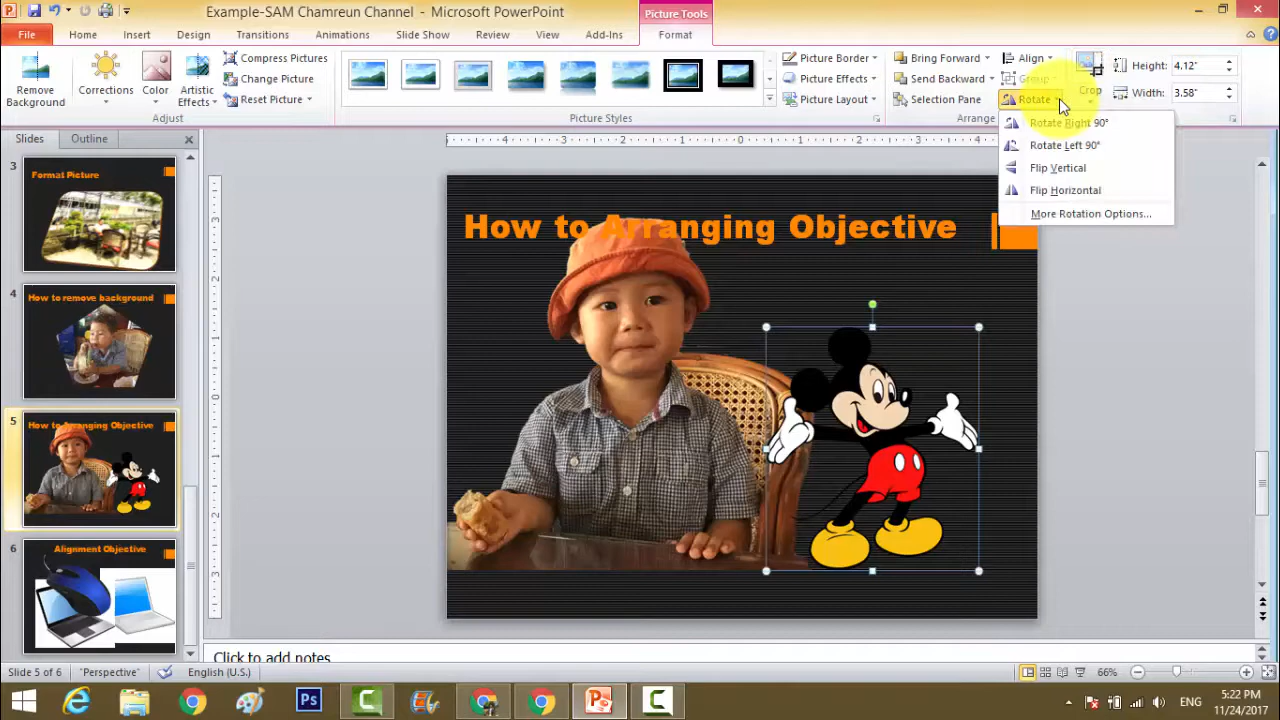 Example-SAM Chamreun Channel - Microsoft PowerPoint
Picture Tools
File
Home
Insert
Design
Transitions
Animations
Slide Show
Review
View
Add-Ins
Format
Remove
Background
Corrections
Color
Artistic
Effects
Compress Pictures
Change Picture
Reset Picture
Adjust
Picture Styles
Picture Border
Picture Effects
Picture Layout
Bring Forward
Send Backward
Selection Pane
Align
Group
Rotate
Arrange
Crop
Height: 4.12"
Width: 3.58"
Rotate Right 90°
Rotate Left 90°
Flip Vertical
Flip Horizontal
More Rotation Options...
Slides
Outline
3
Format Picture
4
How to remove background
5
How to Arranging Objective
6
Alignment Objective
How to Arranging Objective
Click to add notes
Slide 5 of 6
"Perspective"
English (U.S.)
66%
Ps
ENG
5:22 PM
11/24/2017